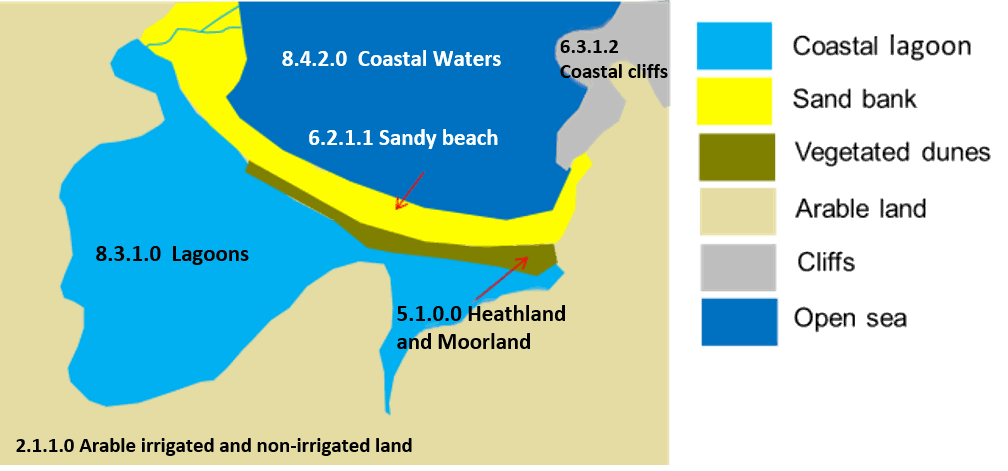 8.4.2.0 Coastal Waters
6.3.1.2
Coastal cliffs
6.2.1.1 Sandy beach
8.3.1.0 Lagoons
5.1.0.0 Heathland
and Moorland
2.1.1.0 Arable irrigated and non-irrigated land
Coastal lagoon
Sand bank
Vegetated dunes
Arable land
Cliffs
Open sea